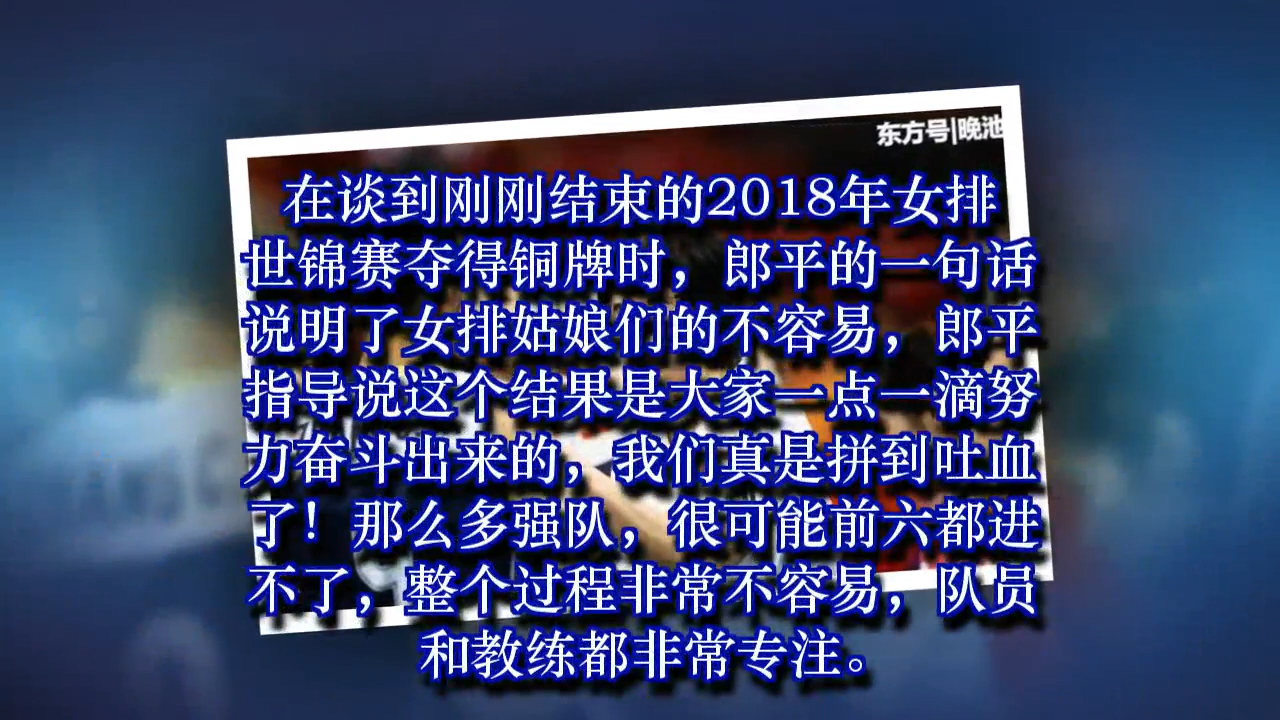 东方号|晚池
在谈到刚刚结束的2018年女排
世锦赛夺得铜牌时，郎平的一句话
说明了女排姑娘们的不容易，郎平
指导说这个结果是大家一点一滴努
力奋斗出来的，我们真是拼到吐血
了！那么多强队，很可能前六都进
不了，整个过程非常不容易，队员
和教练都非常专注。